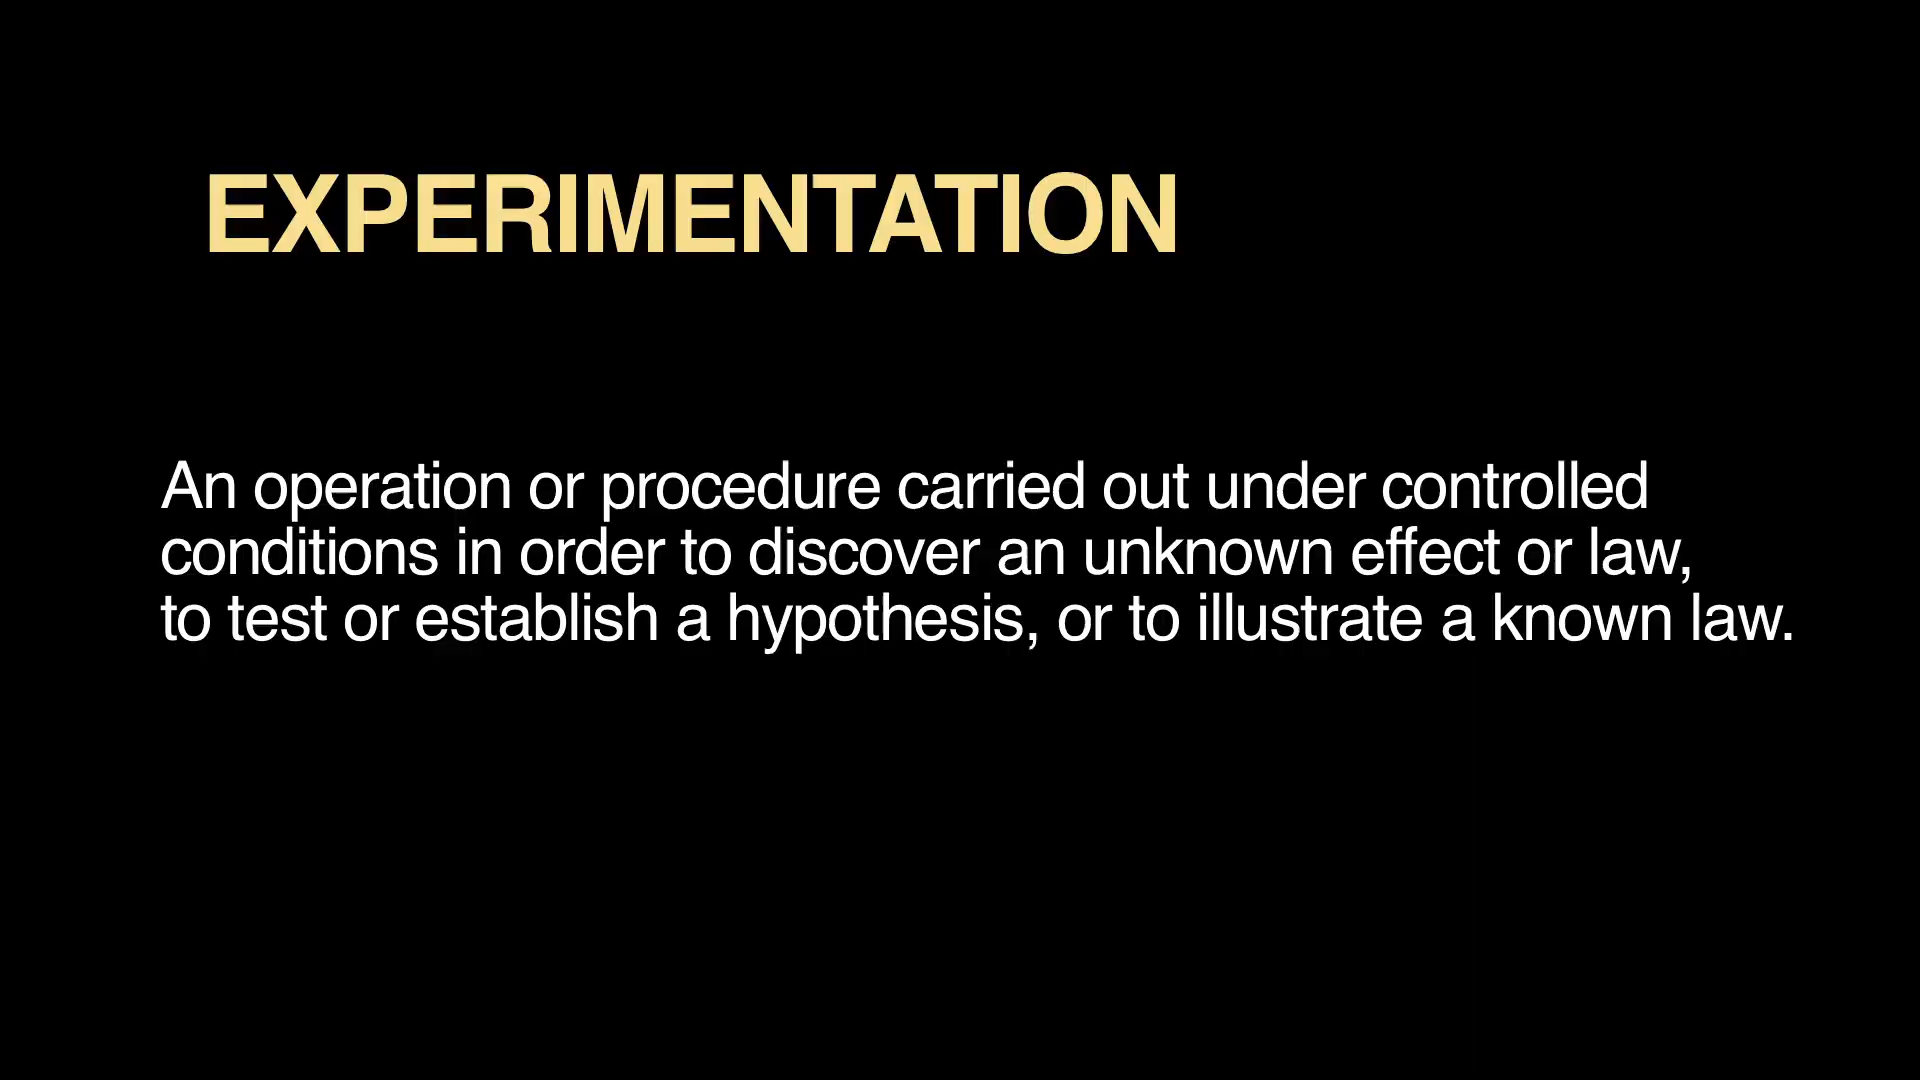 EXPERIMENTATION
An operation or procedure carried out under controlled
conditions in order to discover an unknown effect or law,
to test or establish a hypothesis, or to illustrate a known law.